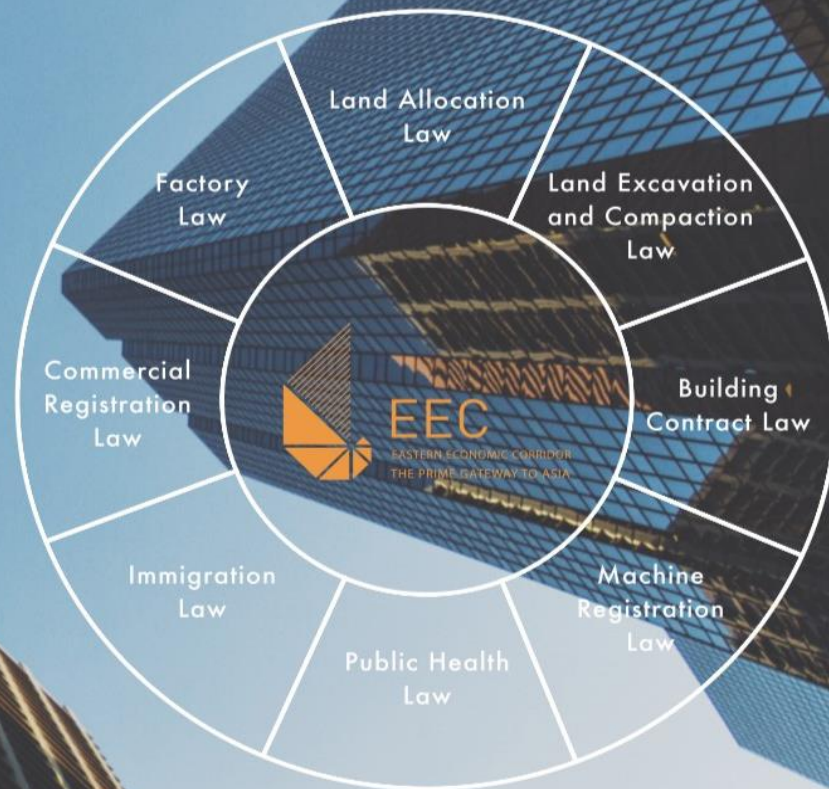 Land Allocation
Law
Land Excavation
and Compaction
Law
Building
Contract Law
Machine
Registration
Law
Public Health
Law
Immigration
Law
Commercial
Registration
Law
Factory
Law
EEC
EASTERN ECONOMIC CORRIDOR
THE PRIME GATEWAY TO ASIA